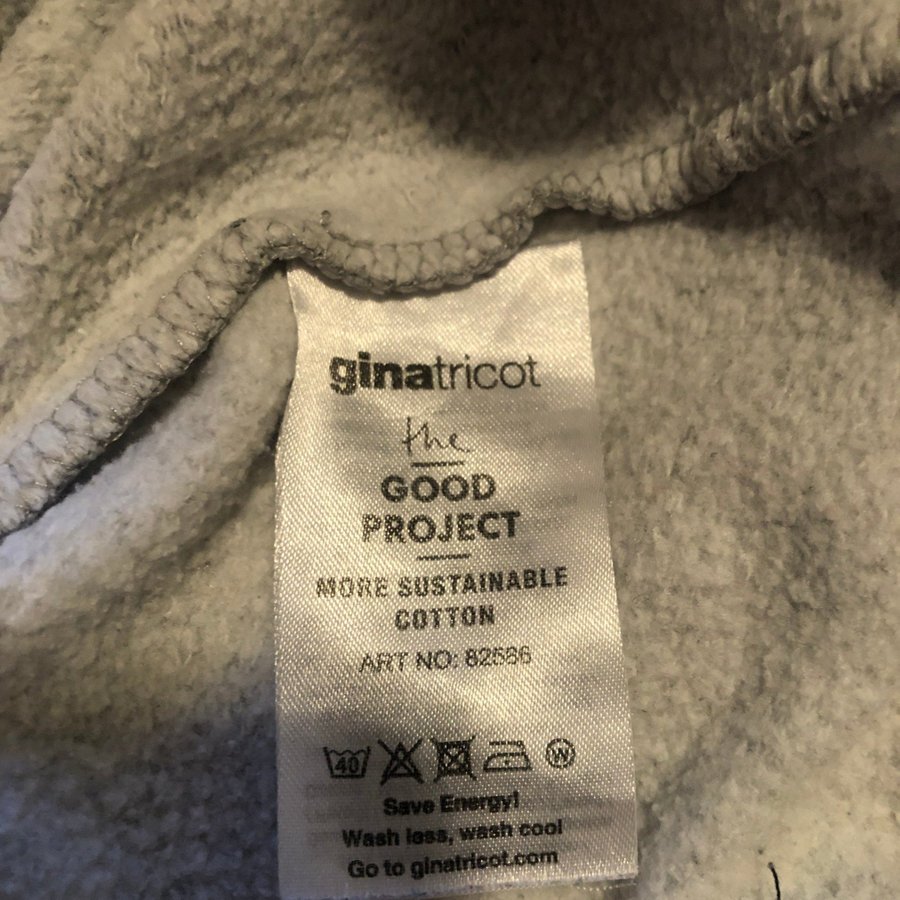 ginatricot
the
GOOD
PROJECT
MORE SUSTAINABLE
COTTON
ART NO: 82586
40 W
Save Energy!
Wash less, wash cool
Go to ginatricot.com